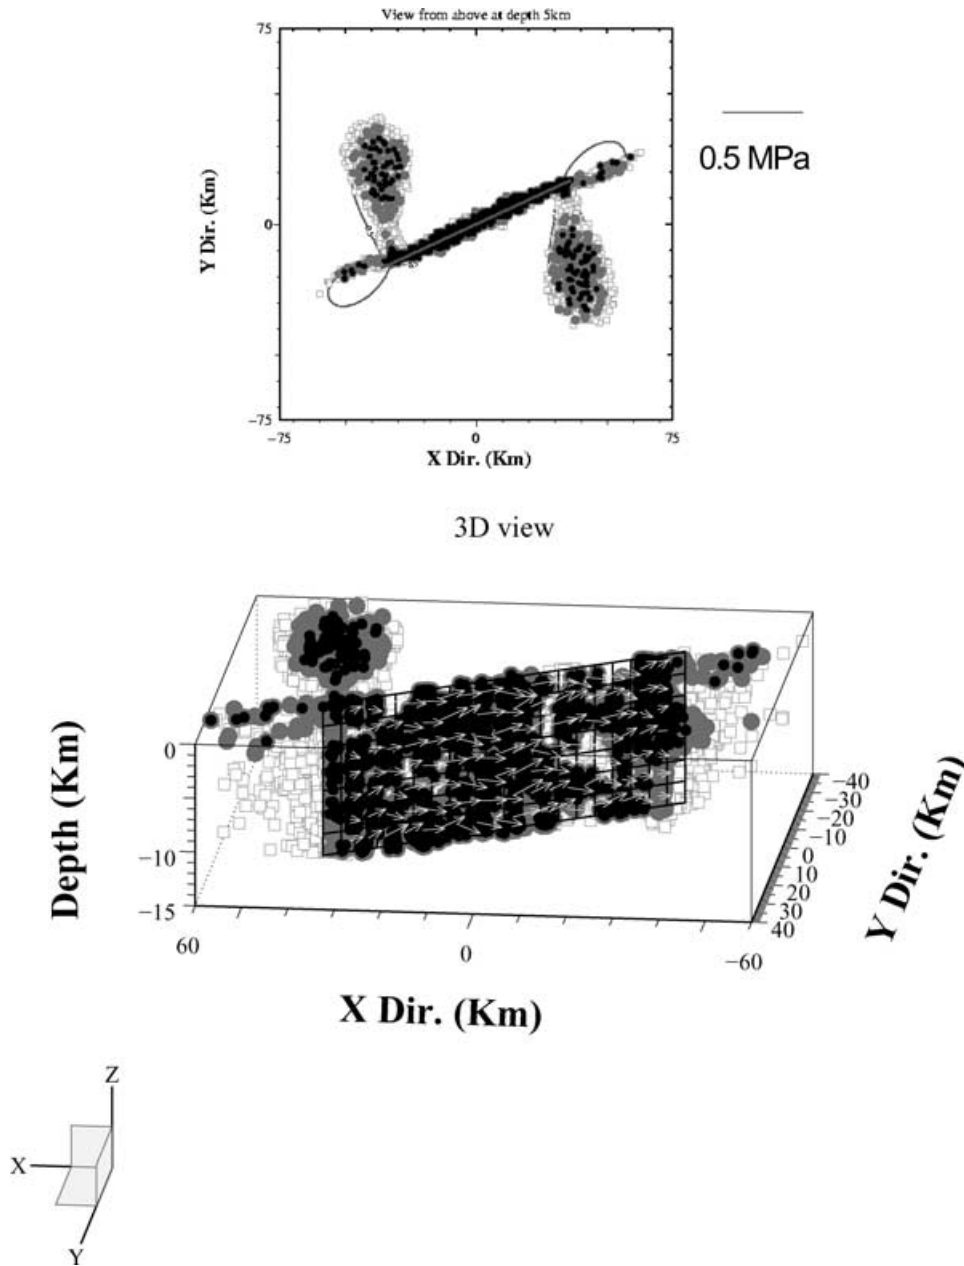 View from above at depth 5km
75
0.5 MPa
Y Dir. (Km)
0
−75
−75
0
75
X Dir. (Km)
3D view
Depth (Km)
0
−10
−15
60
0
−60
X Dir. (Km)
−40
−30
−20
−10
0
10
20
30
40
Y Dir. (Km)
Z
X
Y